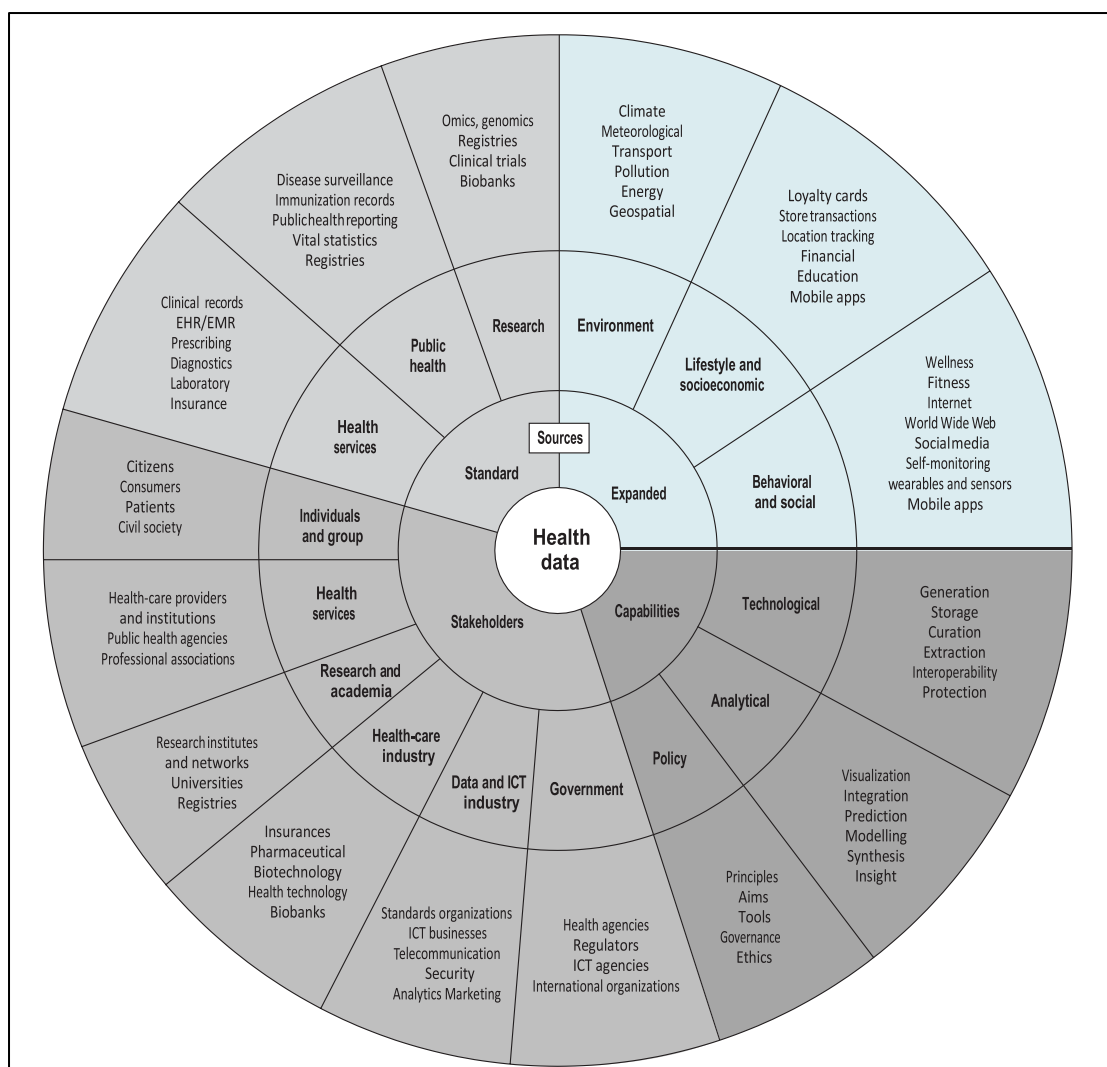 Health
data
Sources
Standard
Expanded
Capabilities
Stakeholders
Research
Omics, genomics
Registries
Clinical trials
Biobanks
Environment
Climate
Meteorological
Transport
Pollution
Energy
Geospatial
Lifestyle and
socioeconomic
Loyalty cards
Store transactions
Location tracking
Financial
Education
Mobile apps
Behavioral
and social
Wellness
Fitness
Internet
World Wide Web
Social media
Self-monitoring
wearables and sensors
Mobile apps
Technological
Generation
Storage
Curation
Extraction
Interoperability
Protection
Analytical
Visualization
Integration
Prediction
Modelling
Synthesis
Insight
Policy
Principles
Aims
Tools
Governance
Ethics
Government
Health agencies
Regulators
ICT agencies
International organizations
Data and ICT
industry
Standards organizations
ICT businesses
Telecommunication
Security
Analytics Marketing
Health-care
industry
Insurances
Pharmaceutical
Biotechnology
Health technology
Biobanks
Research and
academia
Research institutes
and networks
Universities
Registries
Health
services
Health-care providers
and institutions
Public health agencies
Professional associations
Individuals
and group
Citizens
Consumers
Patients
Civil society
Health
services
Clinical records
EHR/EMR
Prescribing
Diagnostics
Laboratory
Insurance
Public
health
Disease surveillance
Immunization records
Public health reporting
Vital statistics
Registries